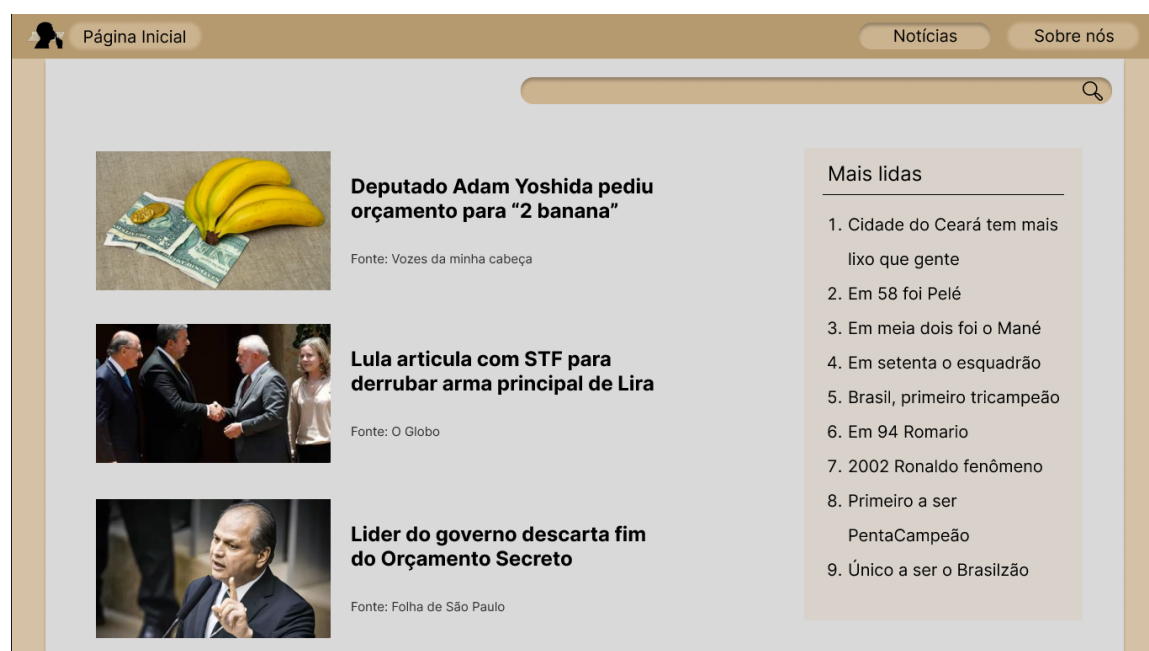 Página Inicial
Notícias
Sobre nós
Deputado Adam Yoshida pediu
orçamento para “2 banana”
Fonte: Vozes da minha cabeça
Lula articula com STF para
derrubar arma principal de Lira
Fonte: O Globo
Lider do governo descarta fim
do Orçamento Secreto
Fonte: Folha de São Paulo
Mais lidas
1. Cidade do Ceará tem mais
lixo que gente
2. Em 58 foi Pelé
3. Em meia dois foi o Mané
4. Em setenta o esquadrão
5. Brasil, primeiro tricampeão
6. Em 94 Romario
7. 2002 Ronaldo fenômeno
8. Primeiro a ser
PentaCampeão
9. Único a ser o Brasilzão